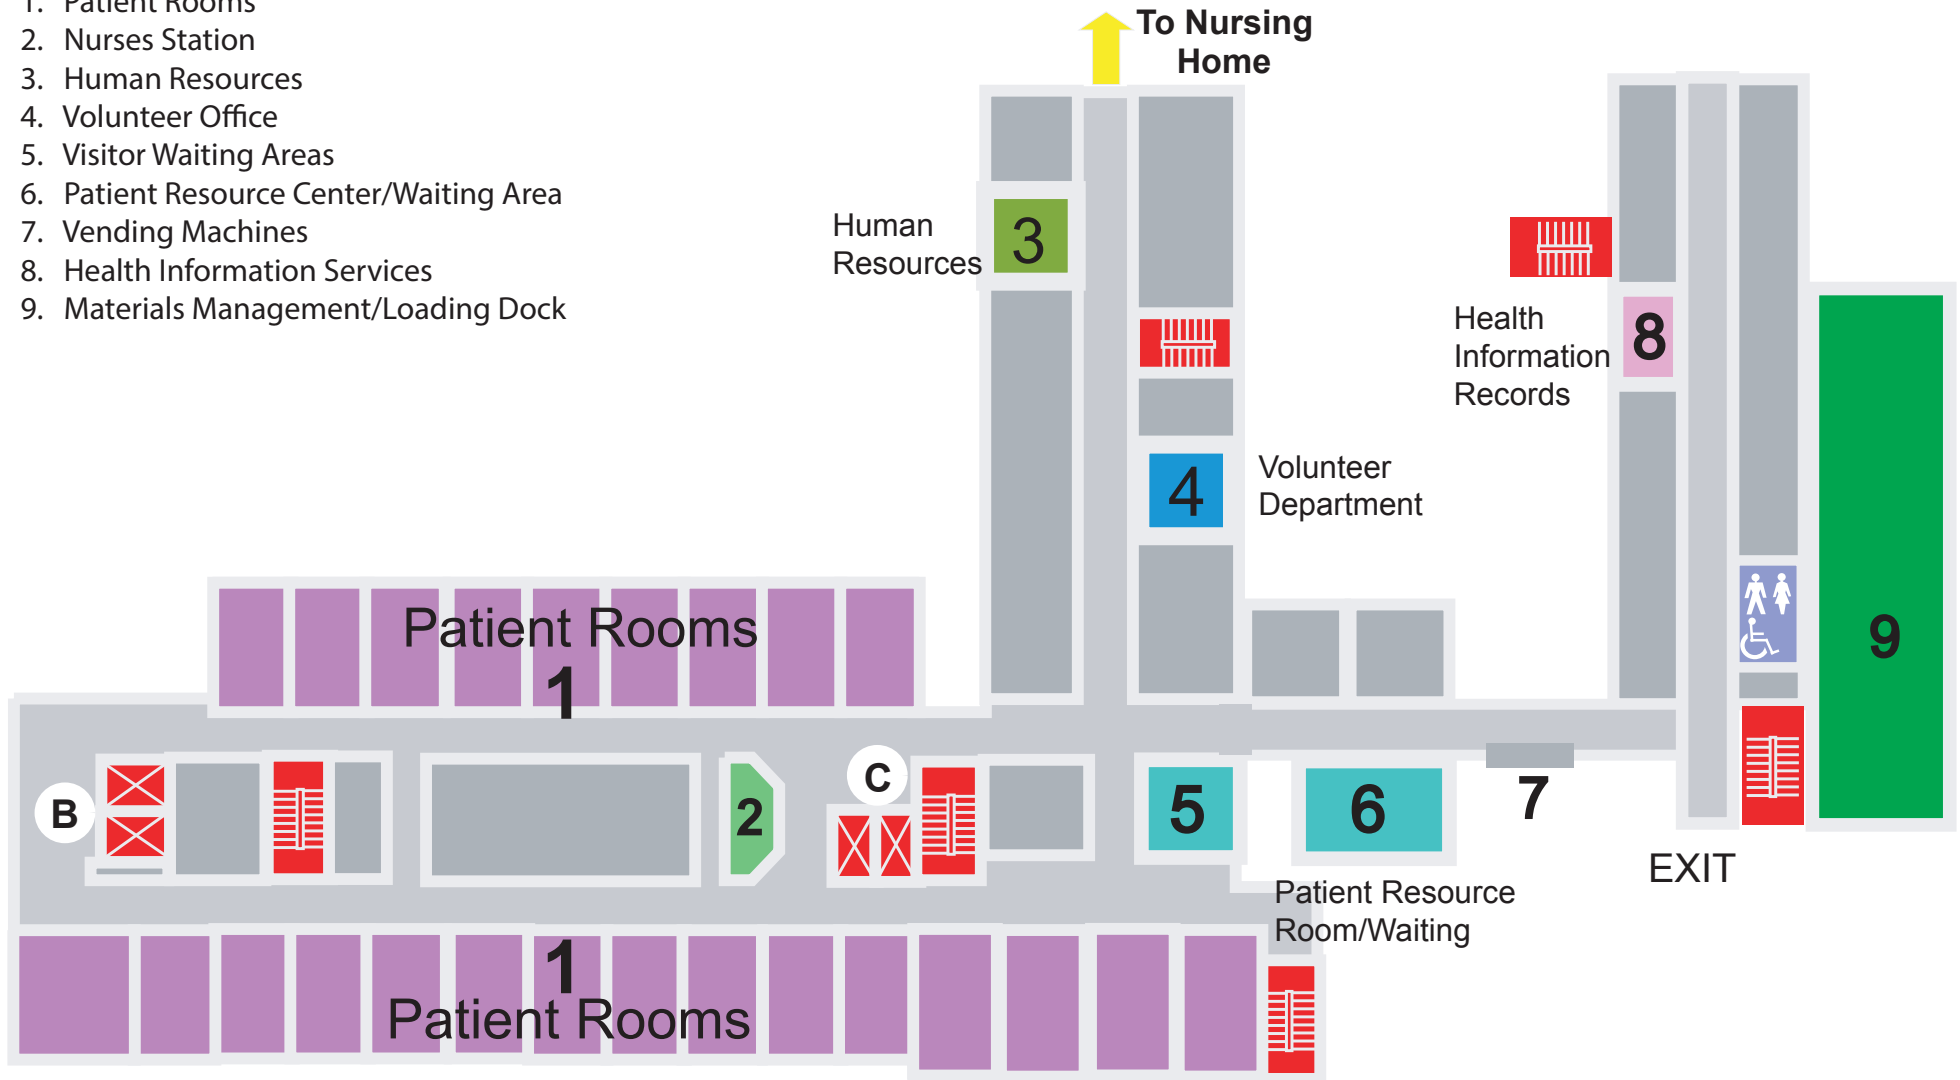 1. Patient Rooms
2. Nurses Station
3. Human Resources
4. Volunteer Office
5. Visitor Waiting Areas
6. Patient Resource Center/Waiting Area
7. Vending Machines
8. Health Information Services
9. Materials Management/Loading Dock
To Nursing
Home
Human
Resources
3
Health
Information
Records
8
Volunteer
Department
4
Patient Rooms
1
9
B
2
C
5
6
7
EXIT
Patient Resource
Room/Waiting
1
Patient Rooms